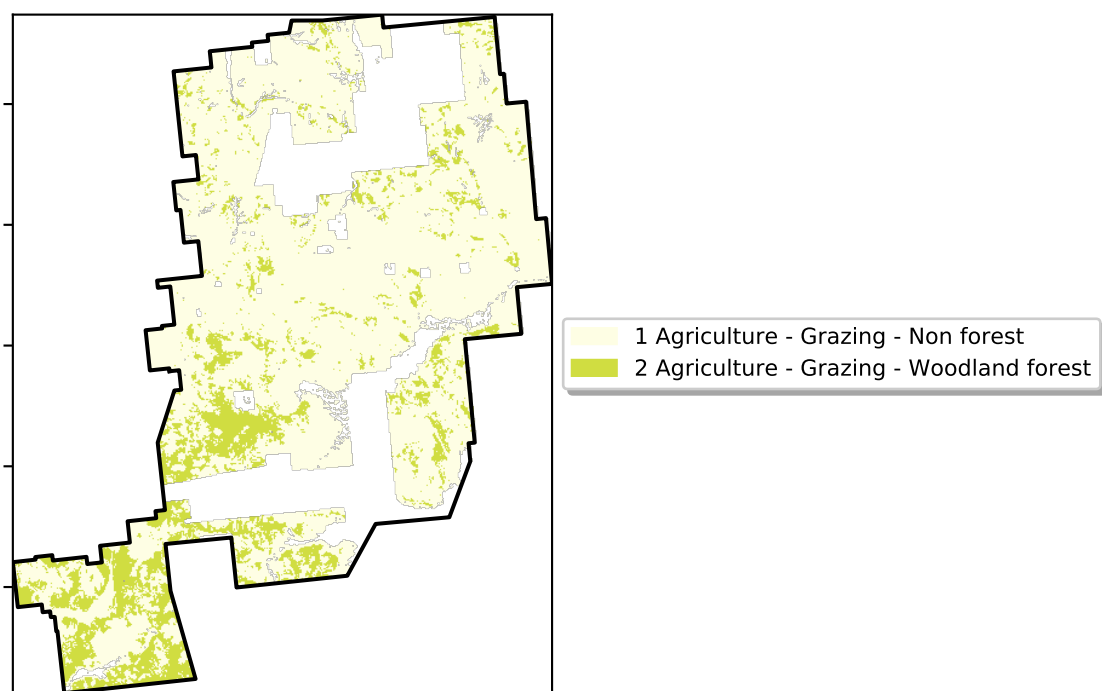 1 Agriculture - Grazing - Non forest
2 Agriculture - Grazing - Woodland forest